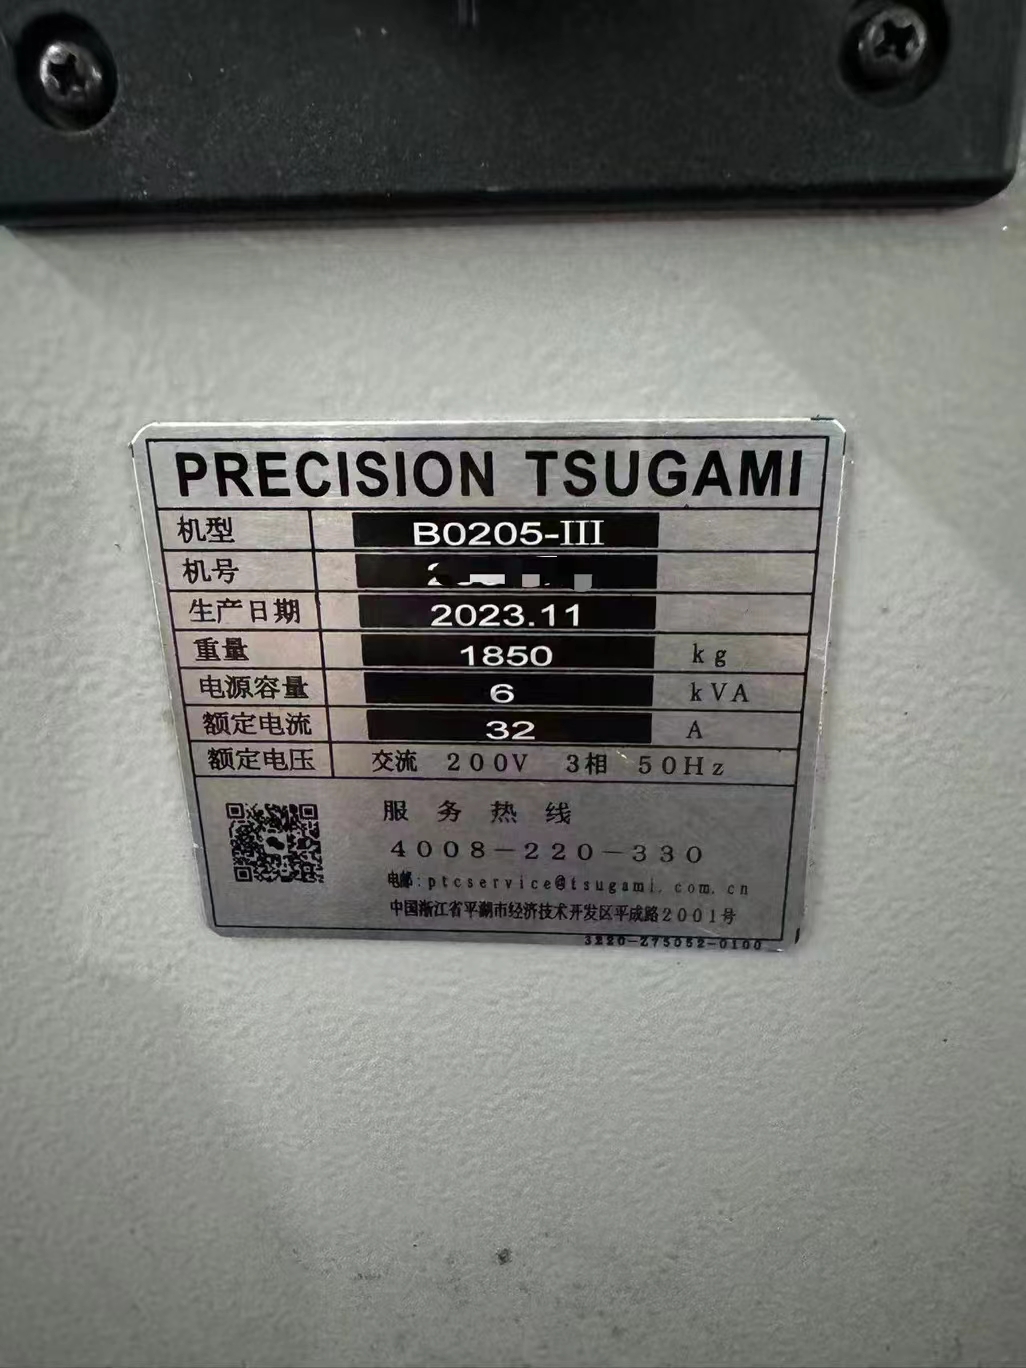 PRECISION TSUGAMI
机型 B0205-III
机号
生产日期 2023.11
重量 1850 kg
电源容量 6 kVA
额定电流 32 A
额定电压 交流 200V 3相 50Hz
服务热线
4008-220-330
电邮:ptcservice@tsugami.com.cn
中国浙江省平湖市经济技术开发区平成路2001号
3220-Z75052-0100